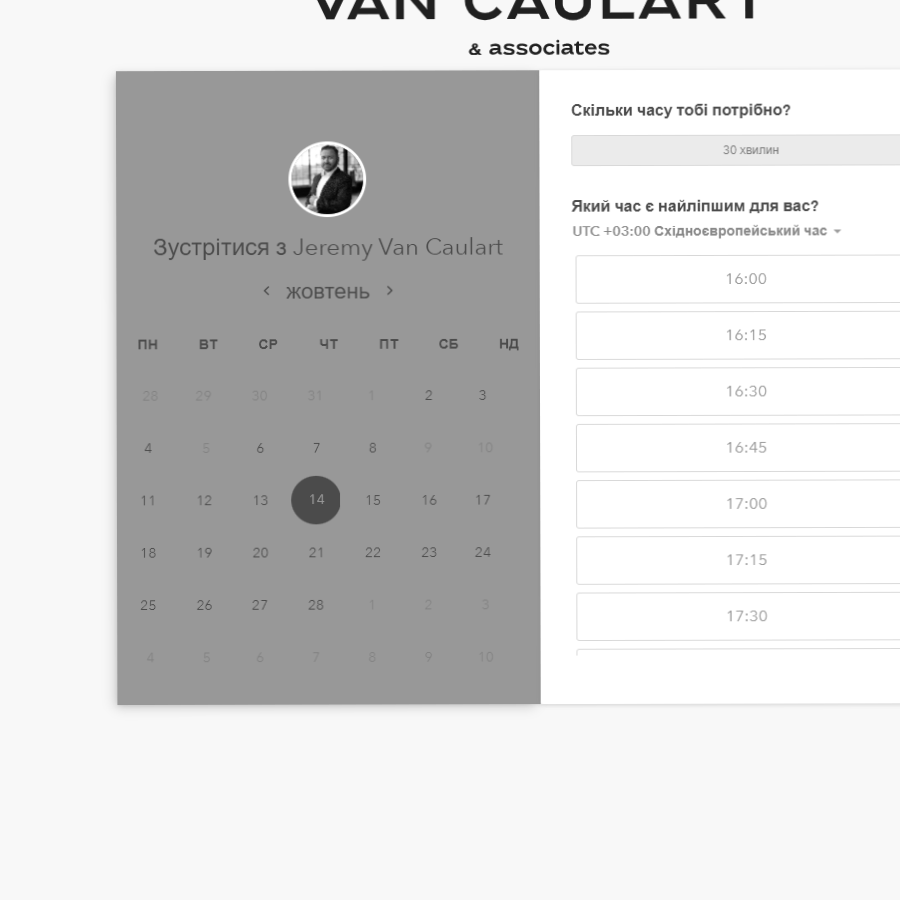 VAN CAULART
& associates
Зустрітися з Jeremy Van Caulart
жовтень
ПН ВТ СР ЧТ ПТ СБ НД
28 29 30 31 1 2 3
4 5 6 7 8 9 10
11 12 13 14 15 16 17
18 19 20 21 22 23 24
25 26 27 28 1 2 3
4 5 6 7 8 9 10
Скільки часу тобі потрібно?
30 хвилин
Який час є найліпшим для вас?
UTC +03:00 Східноєвропейський час
16:00
16:15
16:30
16:45
17:00
17:15
17:30